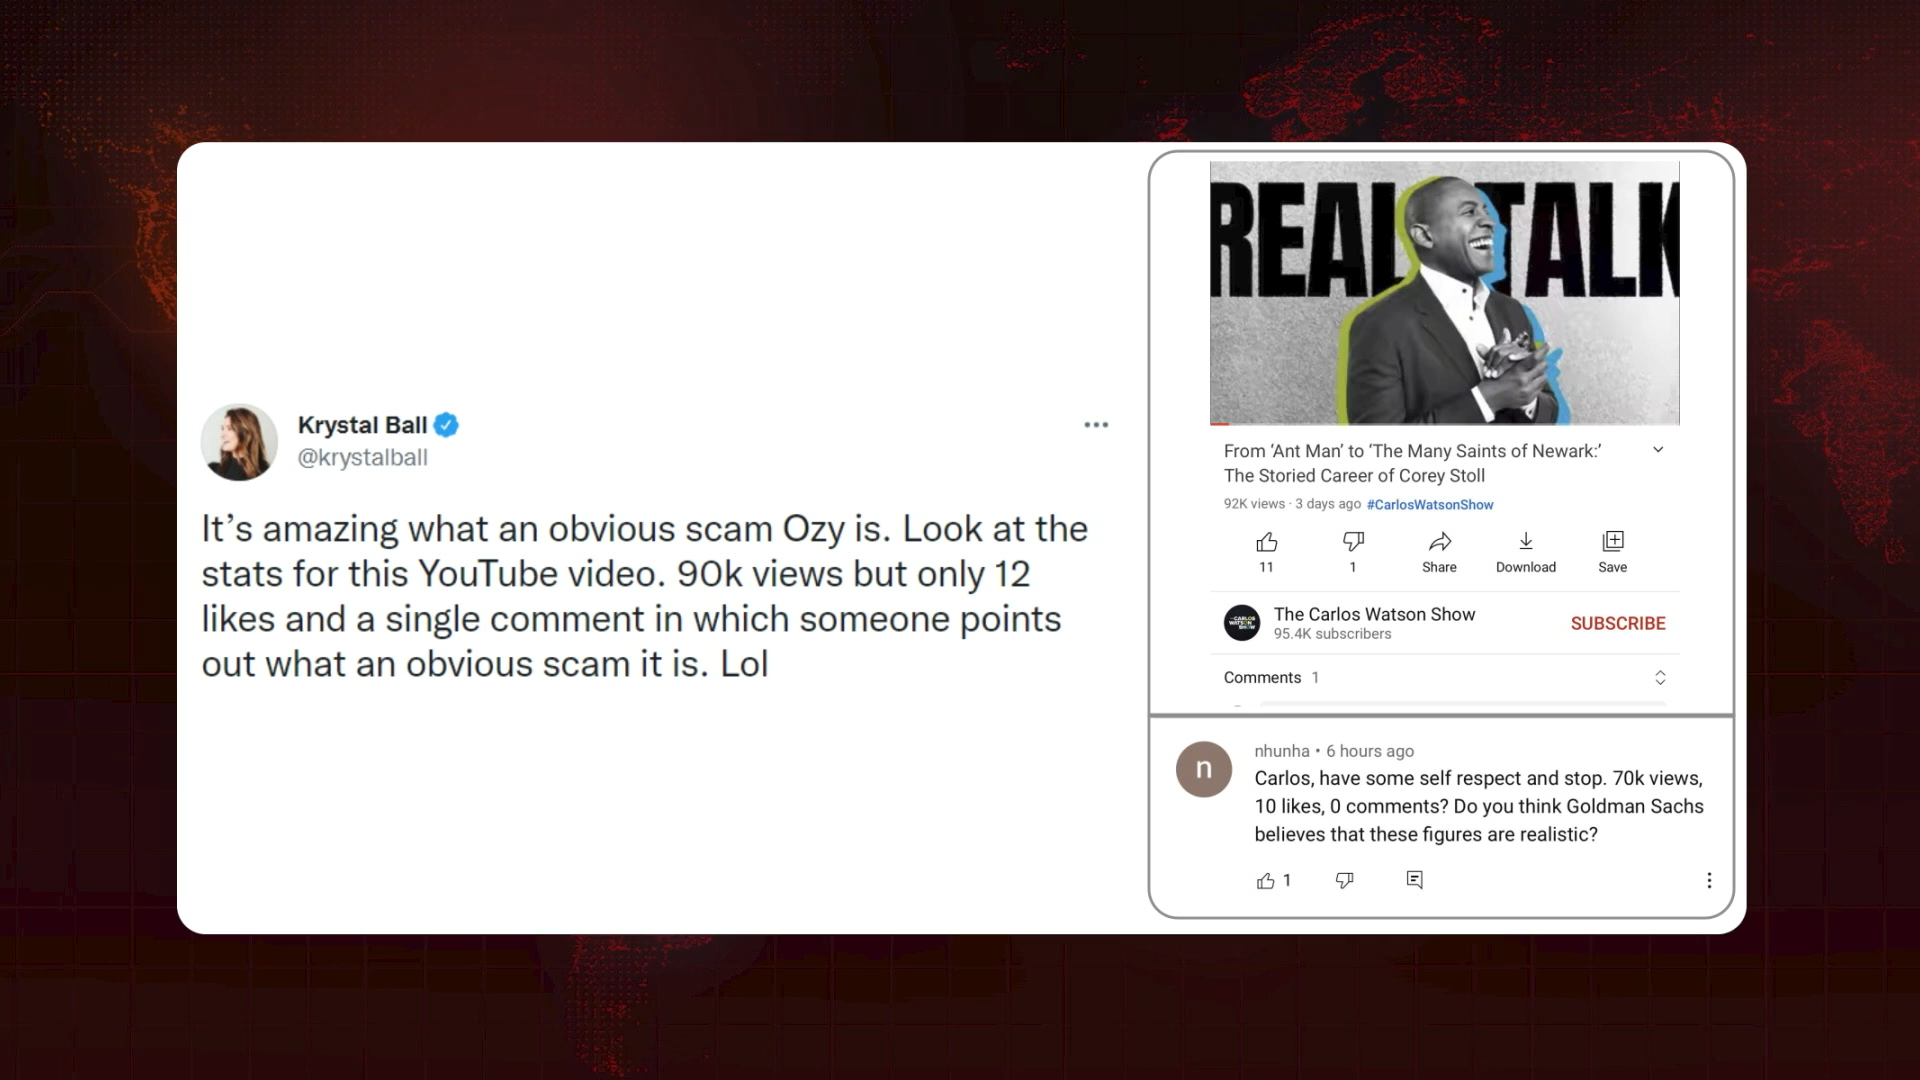 Krystal Ball
@krystalball
It’s amazing what an obvious scam Ozy is. Look at the
stats for this YouTube video. 90k views but only 12
likes and a single comment in which someone points
out what an obvious scam it is. Lol
REAL TALK
From ‘Ant Man’ to ‘The Many Saints of Newark:’
The Storied Career of Corey Stoll
92K views · 3 days ago #CarlosWatsonShow
11 1 Share Download Save
CARLOS
WATSON
SHOW
The Carlos Watson Show
95.4K subscribers
SUBSCRIBE
Comments 1
n
nhunha • 6 hours ago
Carlos, have some self respect and stop. 70k views,
10 likes, 0 comments? Do you think Goldman Sachs
believes that these figures are realistic?
1